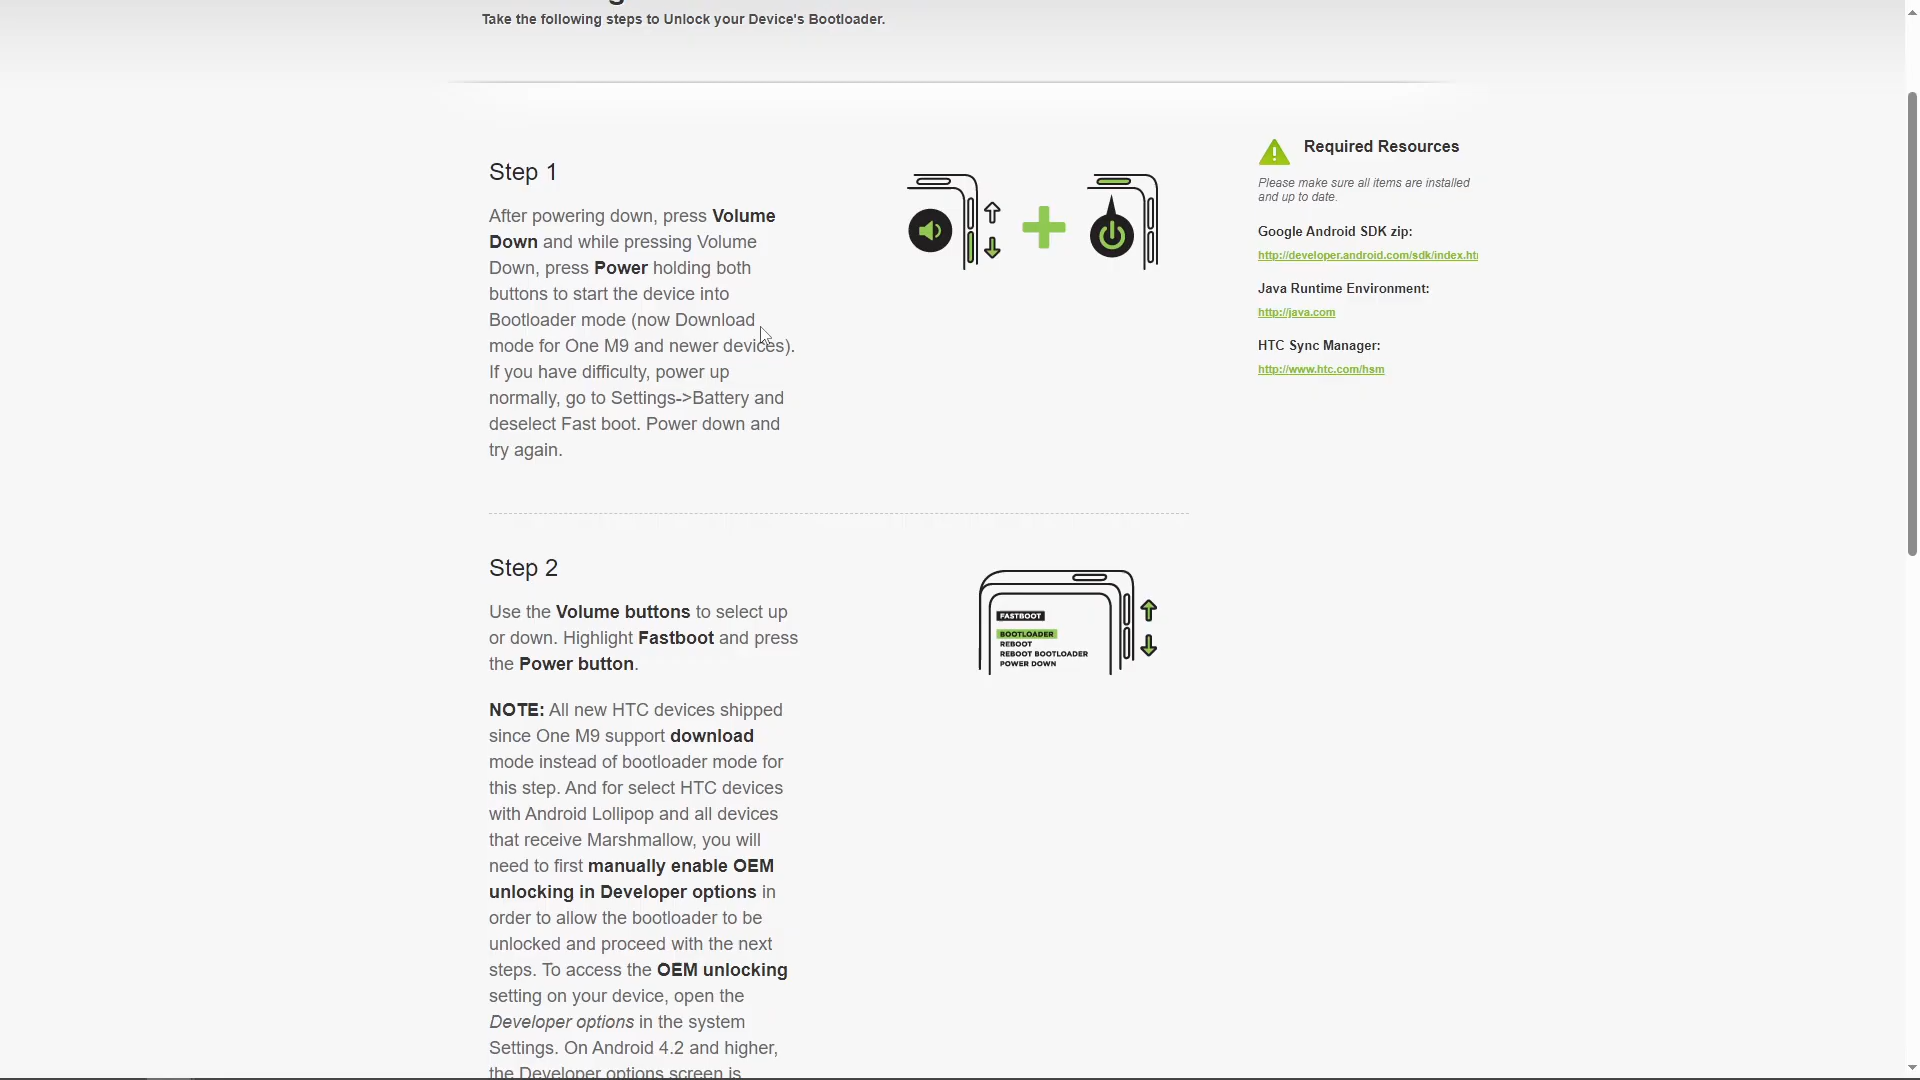 Take the following steps to Unlock your Device's Bootloader.
Step 1
After powering down, press Volume
Down and while pressing Volume
Down, press Power holding both
buttons to start the device into
Bootloader mode (now Download
mode for One M9 and newer devices).
If you have difficulty, power up
normally, go to Settings->Battery and
deselect Fast boot. Power down and
try again.
Required Resources
Please make sure all items are installed
and up to date.
Google Android SDK zip:
http://developer.android.com/sdk/index.ht
Java Runtime Environment:
http://java.com
HTC Sync Manager:
http://www.htc.com/hsm
Step 2
Use the Volume buttons to select up
or down. Highlight Fastboot and press
the Power button.
FASTBOOT
BOOTLOADER
REBOOT
REBOOT BOOTLOADER
POWER DOWN
NOTE: All new HTC devices shipped
since One M9 support download
mode instead of bootloader mode for
this step. And for select HTC devices
with Android Lollipop and all devices
that receive Marshmallow, you will
need to first manually enable OEM
unlocking in Developer options in
order to allow the bootloader to be
unlocked and proceed with the next
steps. To access the OEM unlocking
setting on your device, open the
Developer options in the system
Settings. On Android 4.2 and higher,
the Developer options screen is